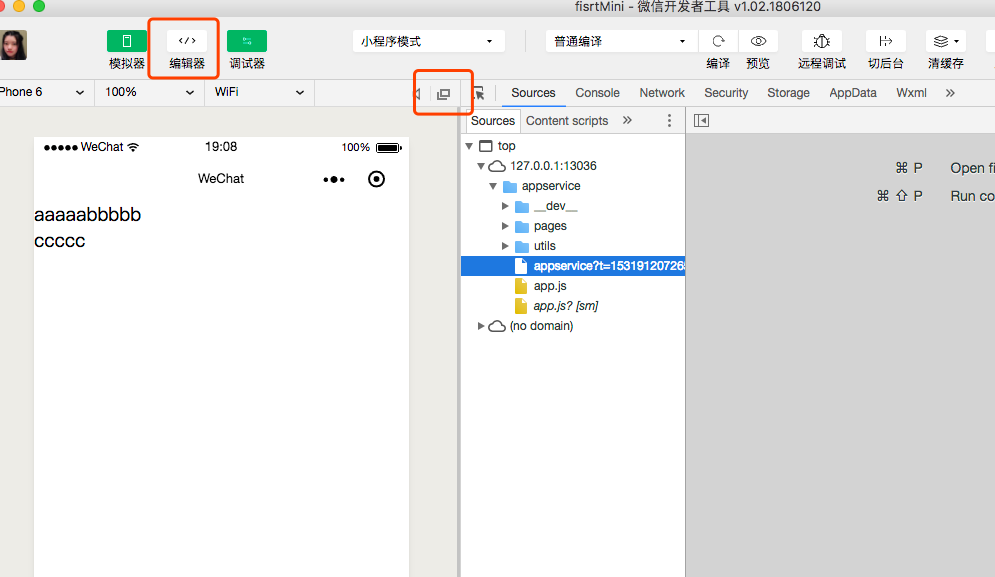 fisrtMini - 微信开发者工具 v1.02.1806120
模拟器 编辑器 调试器
小程序模式 普通编译
编译 预览 远程调试 切后台 清缓存
Phone 6 100% WiFi
Sources Console Network Security Storage AppData Wxml »
Sources Content scripts »
WeChat 19:08 100%
WeChat
aaaaabbbbb
ccccc
top
127.0.0.1:13036
appservice
__dev__
pages
utils
appservice?t=153191207265
app.js
app.js? [sm]
(no domain)
⌘ P Open fi
⌘ ⇧ P Run co